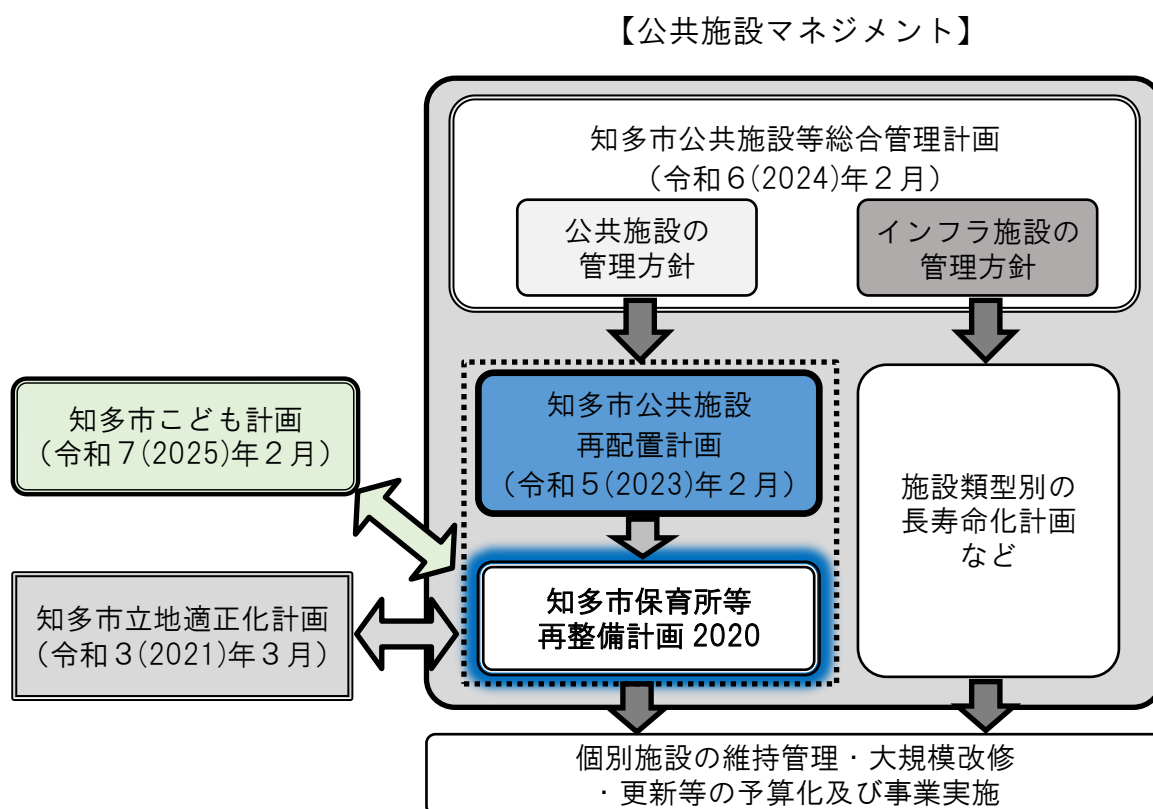 【公共施設マネジメント】
知多市公共施設等総合管理計画
（令和６(2024)年２月）
公共施設の
管理方針
インフラ施設の
管理方針
知多市こども計画
（令和７(2025)年２月）
知多市公共施設
再配置計画
（令和５(2023)年２月）
施設類型別の
長寿命化計画
など
知多市立地適正化計画
（令和３(2021)年３月）
知多市保育所等
再整備計画 2020
個別施設の維持管理・大規模改修
・更新等の予算化及び事業実施